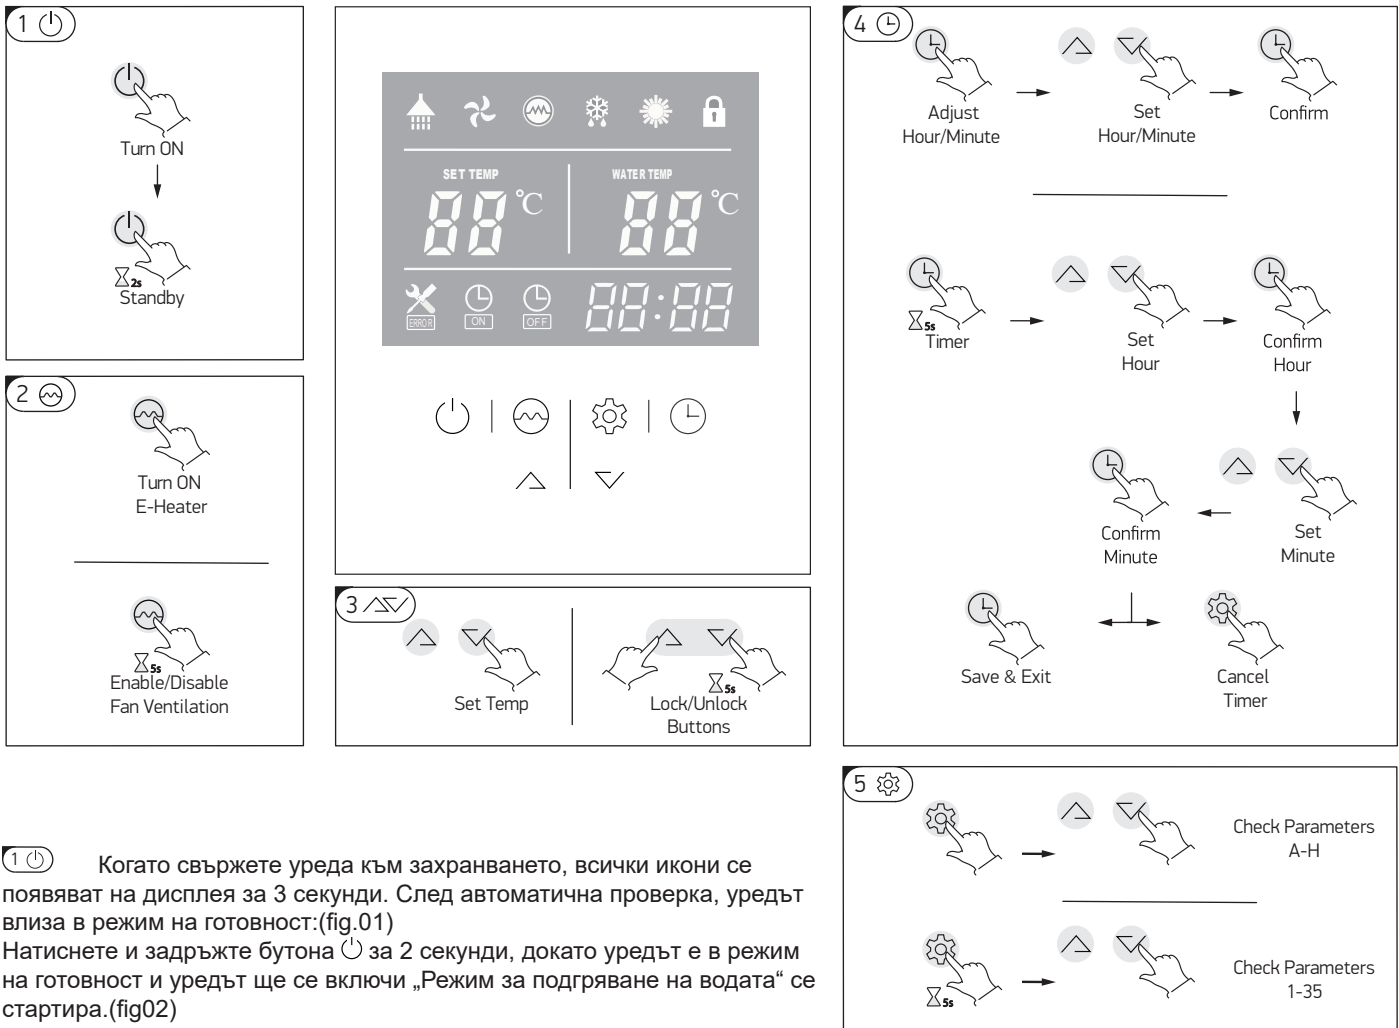 1
Turn ON
2s
Standby
2
Turn ON
E-Heater
5s
Enable/Disable
Fan Ventilation
SET TEMP
WATER TEMP
88 °C
88 °C
ERROR
ON
OFF
88:88
3
Set Temp
5s
Lock/Unlock
Buttons
4
Adjust
Hour/Minute
Set
Hour/Minute
Confirm
5s
Timer
Set
Hour
Confirm
Hour
Confirm
Minute
Set
Minute
Save & Exit
Cancel
Timer
5
Check Parameters
A-H
5s
Check Parameters
1-35
1 Когато свържете уреда към захранването, всички икони се
появяват на дисплея за 3 секунди. След автоматична проверка, уредът
влиза в режим на готовност:(fig.01)
Натиснете и задръжте бутона за 2 секунди, докато уредът е в режим
на готовност и уредът ще се включи „Режим за подгряване на водата“ се
стартира.(fig02)